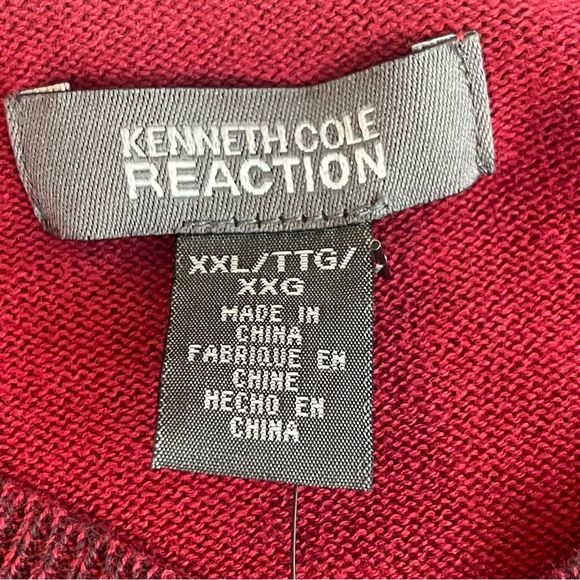 KENNETH COLE
REACTION
XXL/TTG/
XXG
MADE IN
CHINA
FABRIQUE EN
CHINE
HECHO EN
CHINA